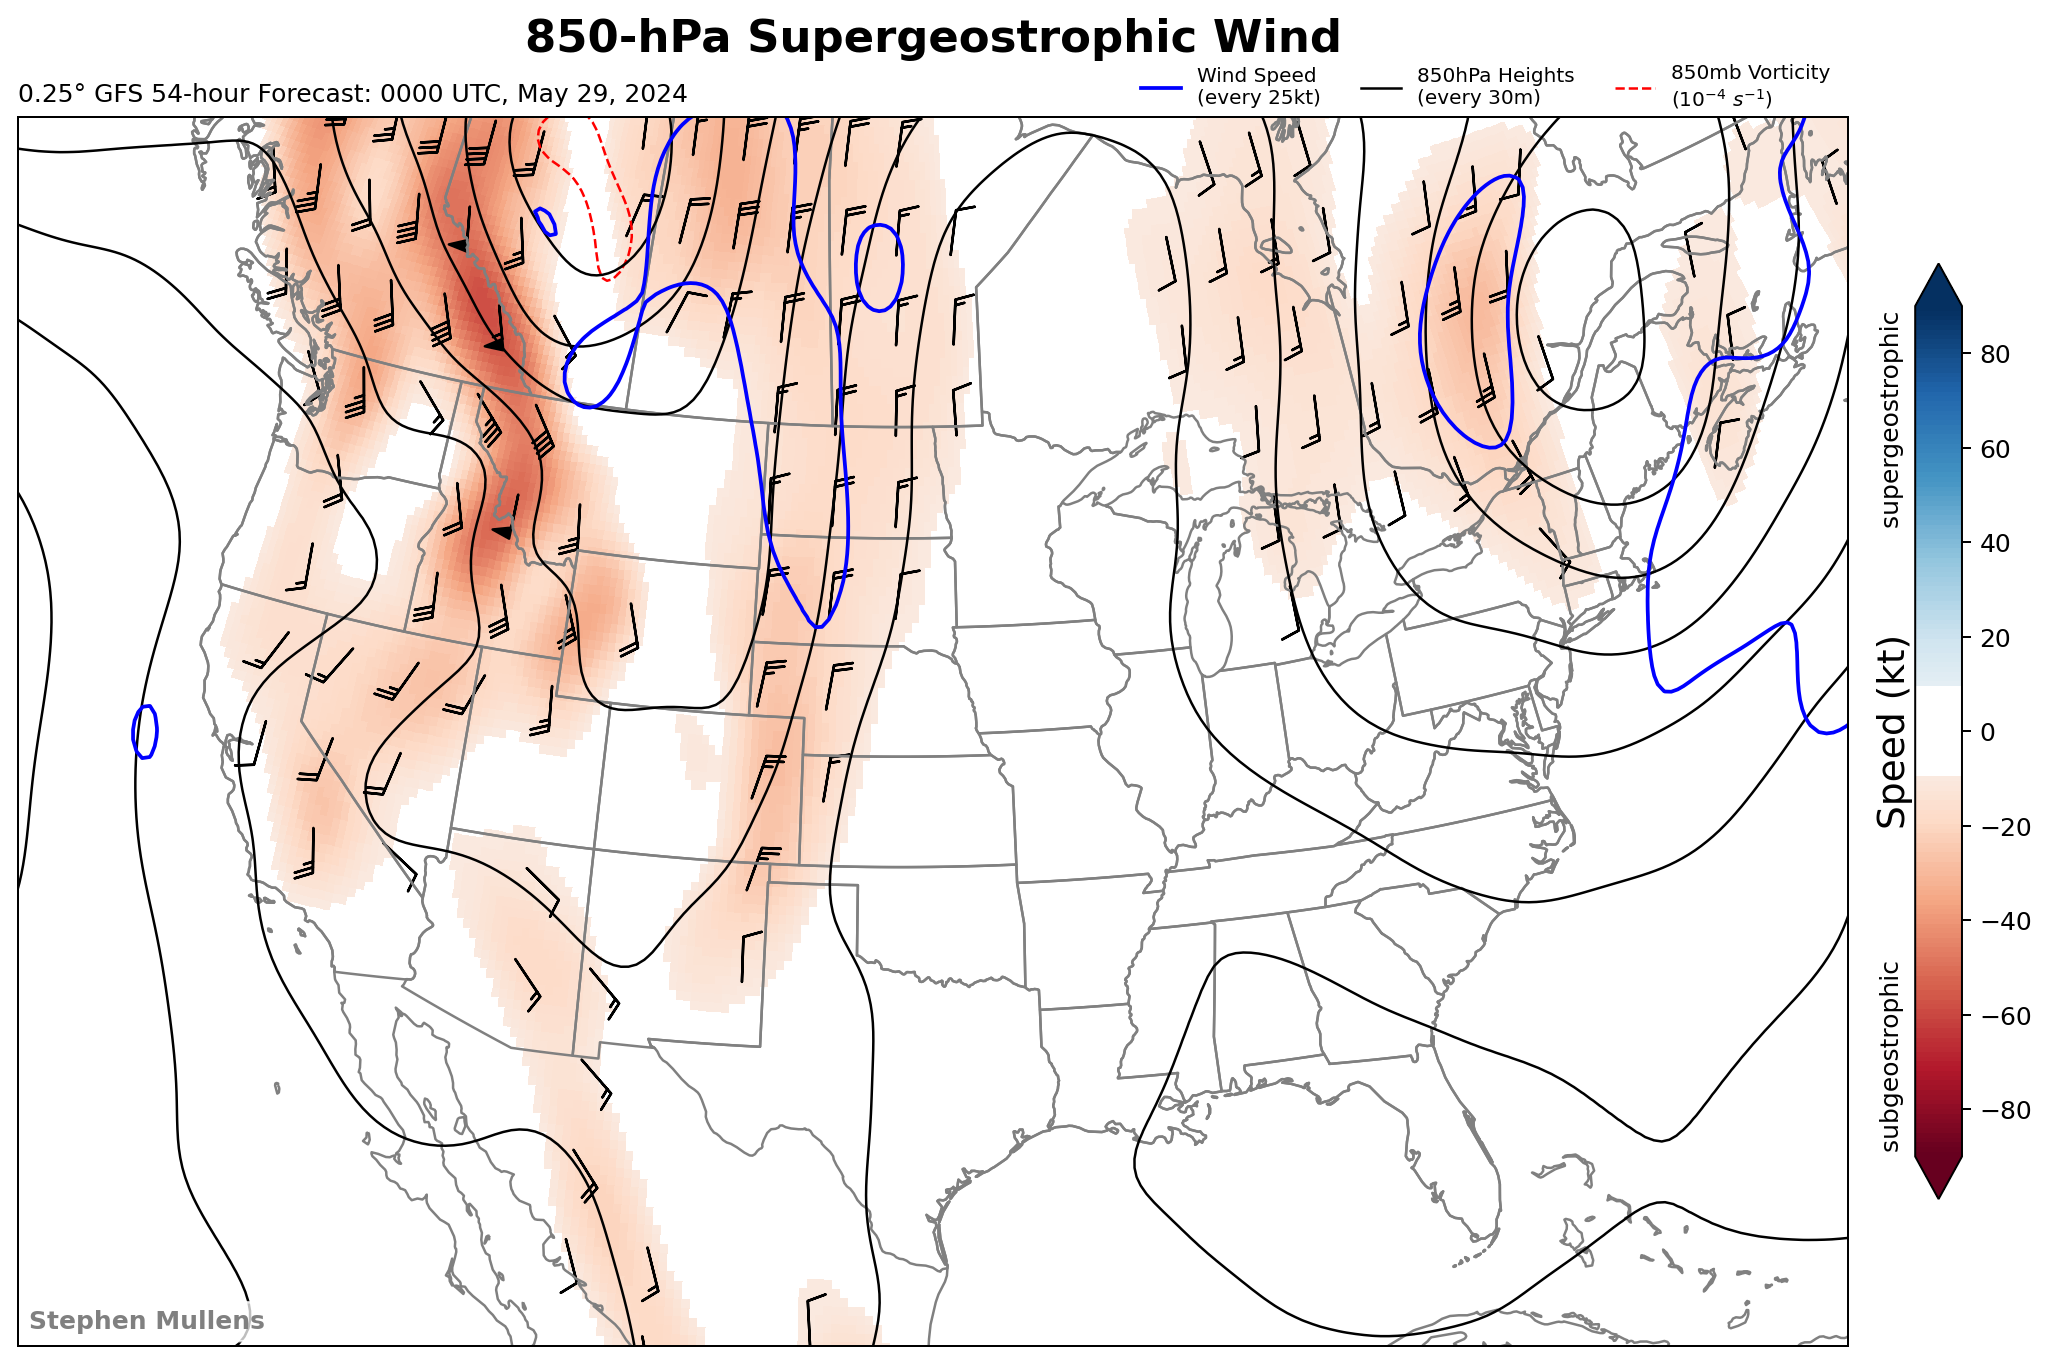 850-hPa Supergeostrophic Wind
0.25° GFS 54-hour Forecast: 0000 UTC, May 29, 2024
Wind Speed
(every 25kt)
850hPa Heights
(every 30m)
850mb Vorticity
(10⁻⁴ s⁻¹)
supergeostrophic
Speed (kt)
subgeostrophic
80
60
40
20
0
−20
−40
−60
−80
Stephen Mullens